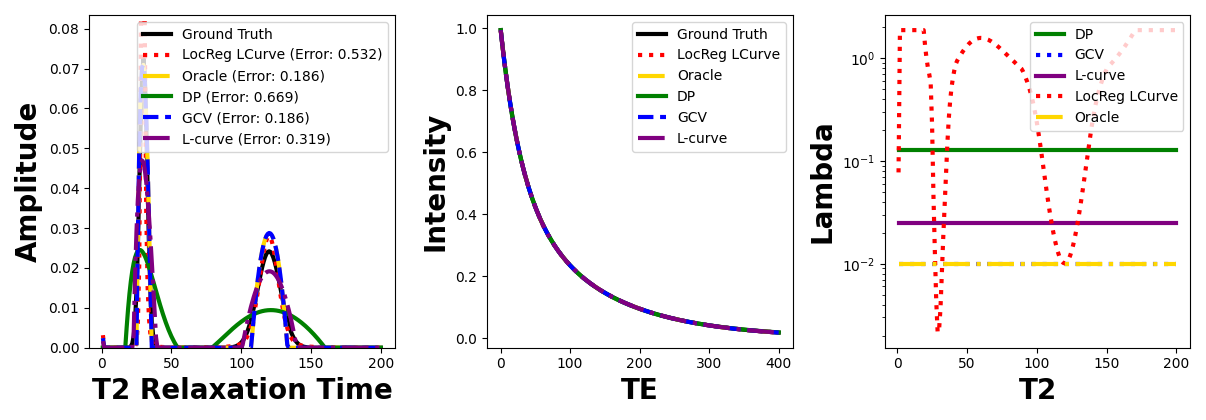 Amplitude
0.08
0.07
0.06
0.05
0.04
0.03
0.02
0.01
0.00
0
50
100
150
200
T2 Relaxation Time
Ground Truth
LocReg LCurve (Error: 0.532)
Oracle (Error: 0.186)
DP (Error: 0.669)
GCV (Error: 0.186)
L-curve (Error: 0.319)
Intensity
1.0
0.8
0.6
0.4
0.2
0.0
0
100
200
300
400
TE
Ground Truth
LocReg LCurve
Oracle
DP
GCV
L-curve
Lambda
10⁰
10⁻¹
10⁻²
0
50
100
150
200
T2
DP
GCV
L-curve
LocReg LCurve
Oracle